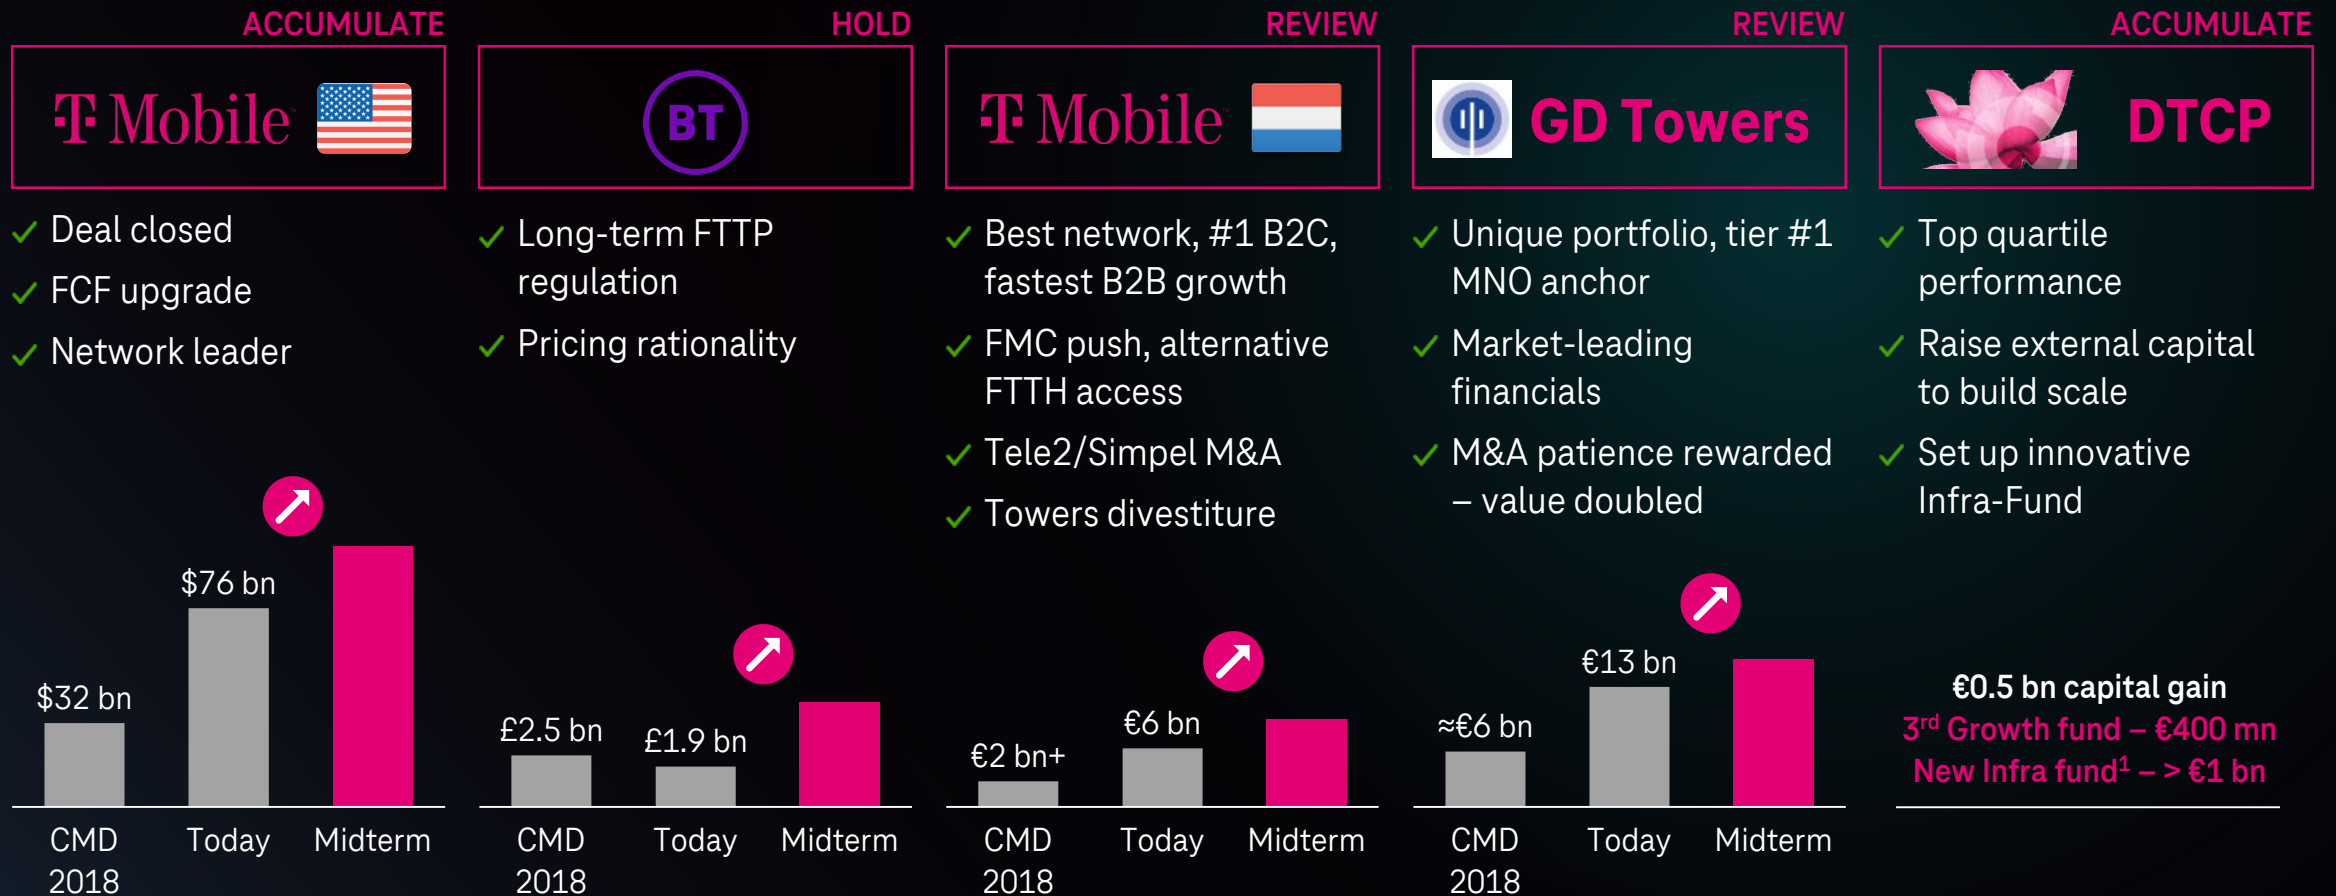 ACCUMULATE
T Mobile
Deal closed
FCF upgrade
Network leader
$32 bn
$76 bn
CMD
2018
Today
Midterm
HOLD
BT
Long-term FTTP
regulation
Pricing rationality
£2.5 bn
£1.9 bn
CMD
2018
Today
Midterm
REVIEW
T Mobile
Best network, #1 B2C,
fastest B2B growth
FMC push, alternative
FTTH access
Tele2/Simpel M&A
Towers divestiture
€2 bn+
€6 bn
CMD
2018
Today
Midterm
REVIEW
GD Towers
Unique portfolio, tier #1
MNO anchor
Market-leading
financials
M&A patience rewarded
– value doubled
≈€6 bn
€13 bn
CMD
2018
Today
Midterm
ACCUMULATE
DTCP
Top quartile
performance
Raise external capital
to build scale
Set up innovative
Infra-Fund
€0.5 bn capital gain
3rd Growth fund – €400 mn
New Infra fund¹ – > €1 bn